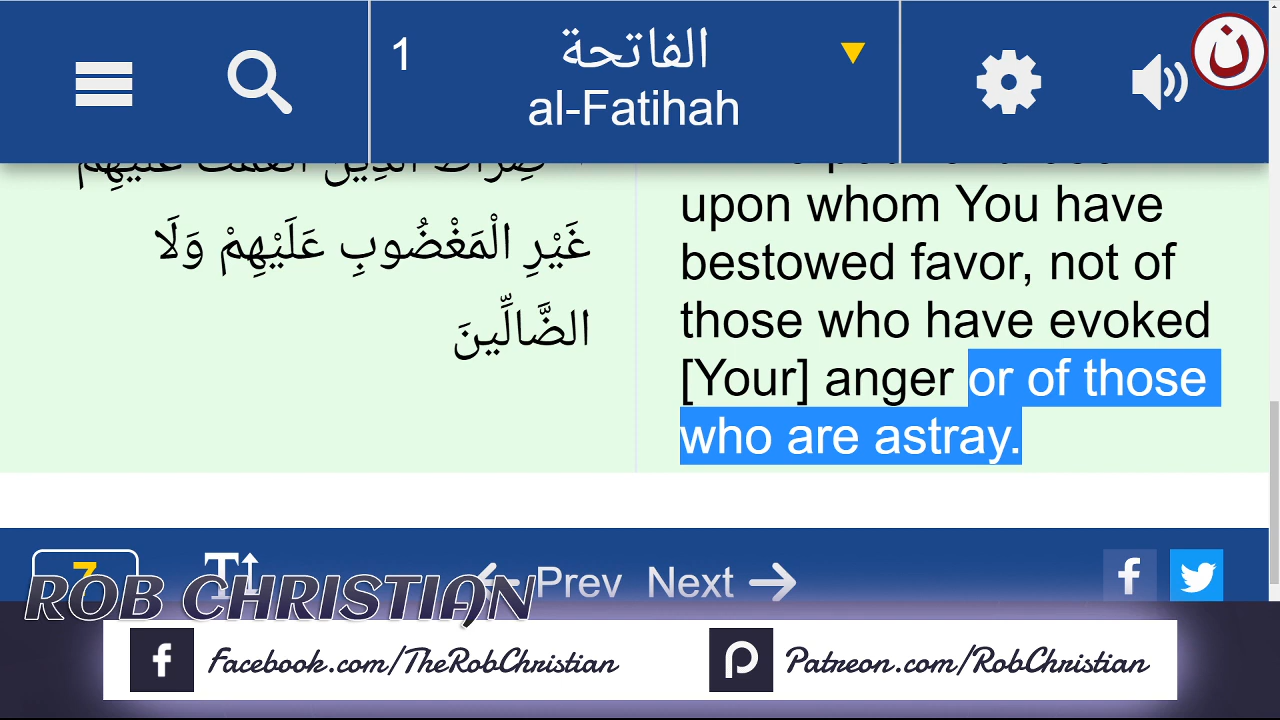 1
الفاتحة
al-Fatihah
ن
upon whom You have
bestowed favor, not of
those who have evoked
[Your] anger or of those
who are astray.
غَيْرِ الْمَغْضُوبِ عَلَيْهِمْ وَلَا
الضَّالِّينَ
7
Prev Next
ROB CHRISTIAN
Facebook.com/TheRobChristian
Patreon.com/RobChristian